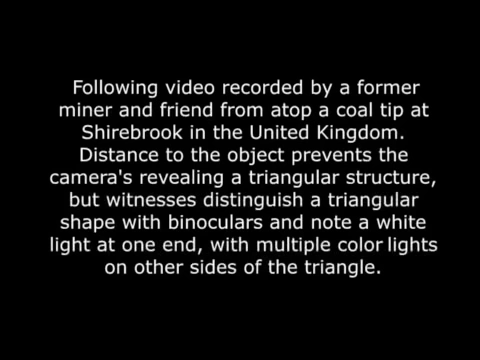 Following video recorded by a former
miner and friend from atop a coal tip at
Shirebrook in the United Kingdom.
Distance to the object prevents the
camera's revealing a triangular structure,
but witnesses distinguish a triangular
shape with binoculars and note a white
light at one end, with multiple color lights
on other sides of the triangle.